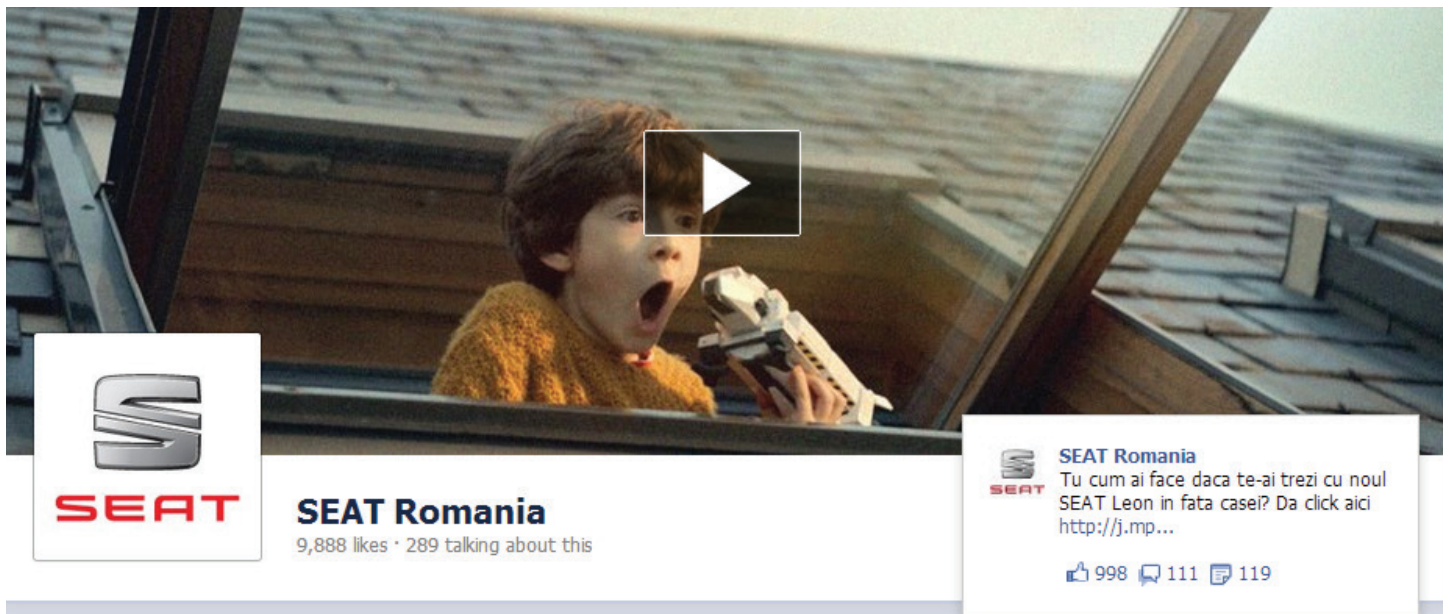 SEAT
SEAT Romania
9,888 likes · 289 talking about this
SEAT
SEAT Romania
Tu cum ai face daca te-ai trezi cu noul
SEAT Leon in fata casei? Da click aici
http://j.mp...
998 111 119